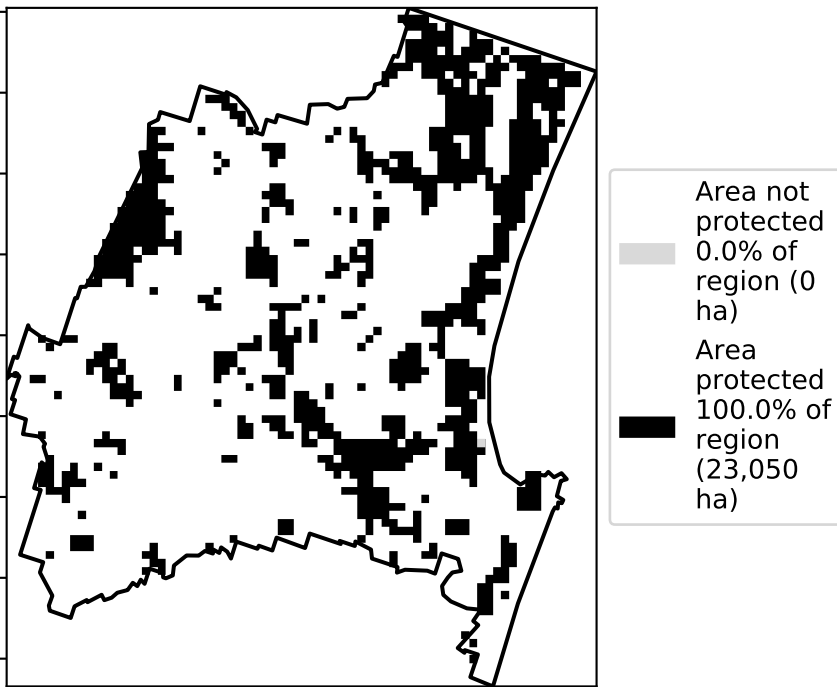 Area not
protected
0.0% of
region (0
ha)
Area
protected
100.0% of
region
(23,050
ha)